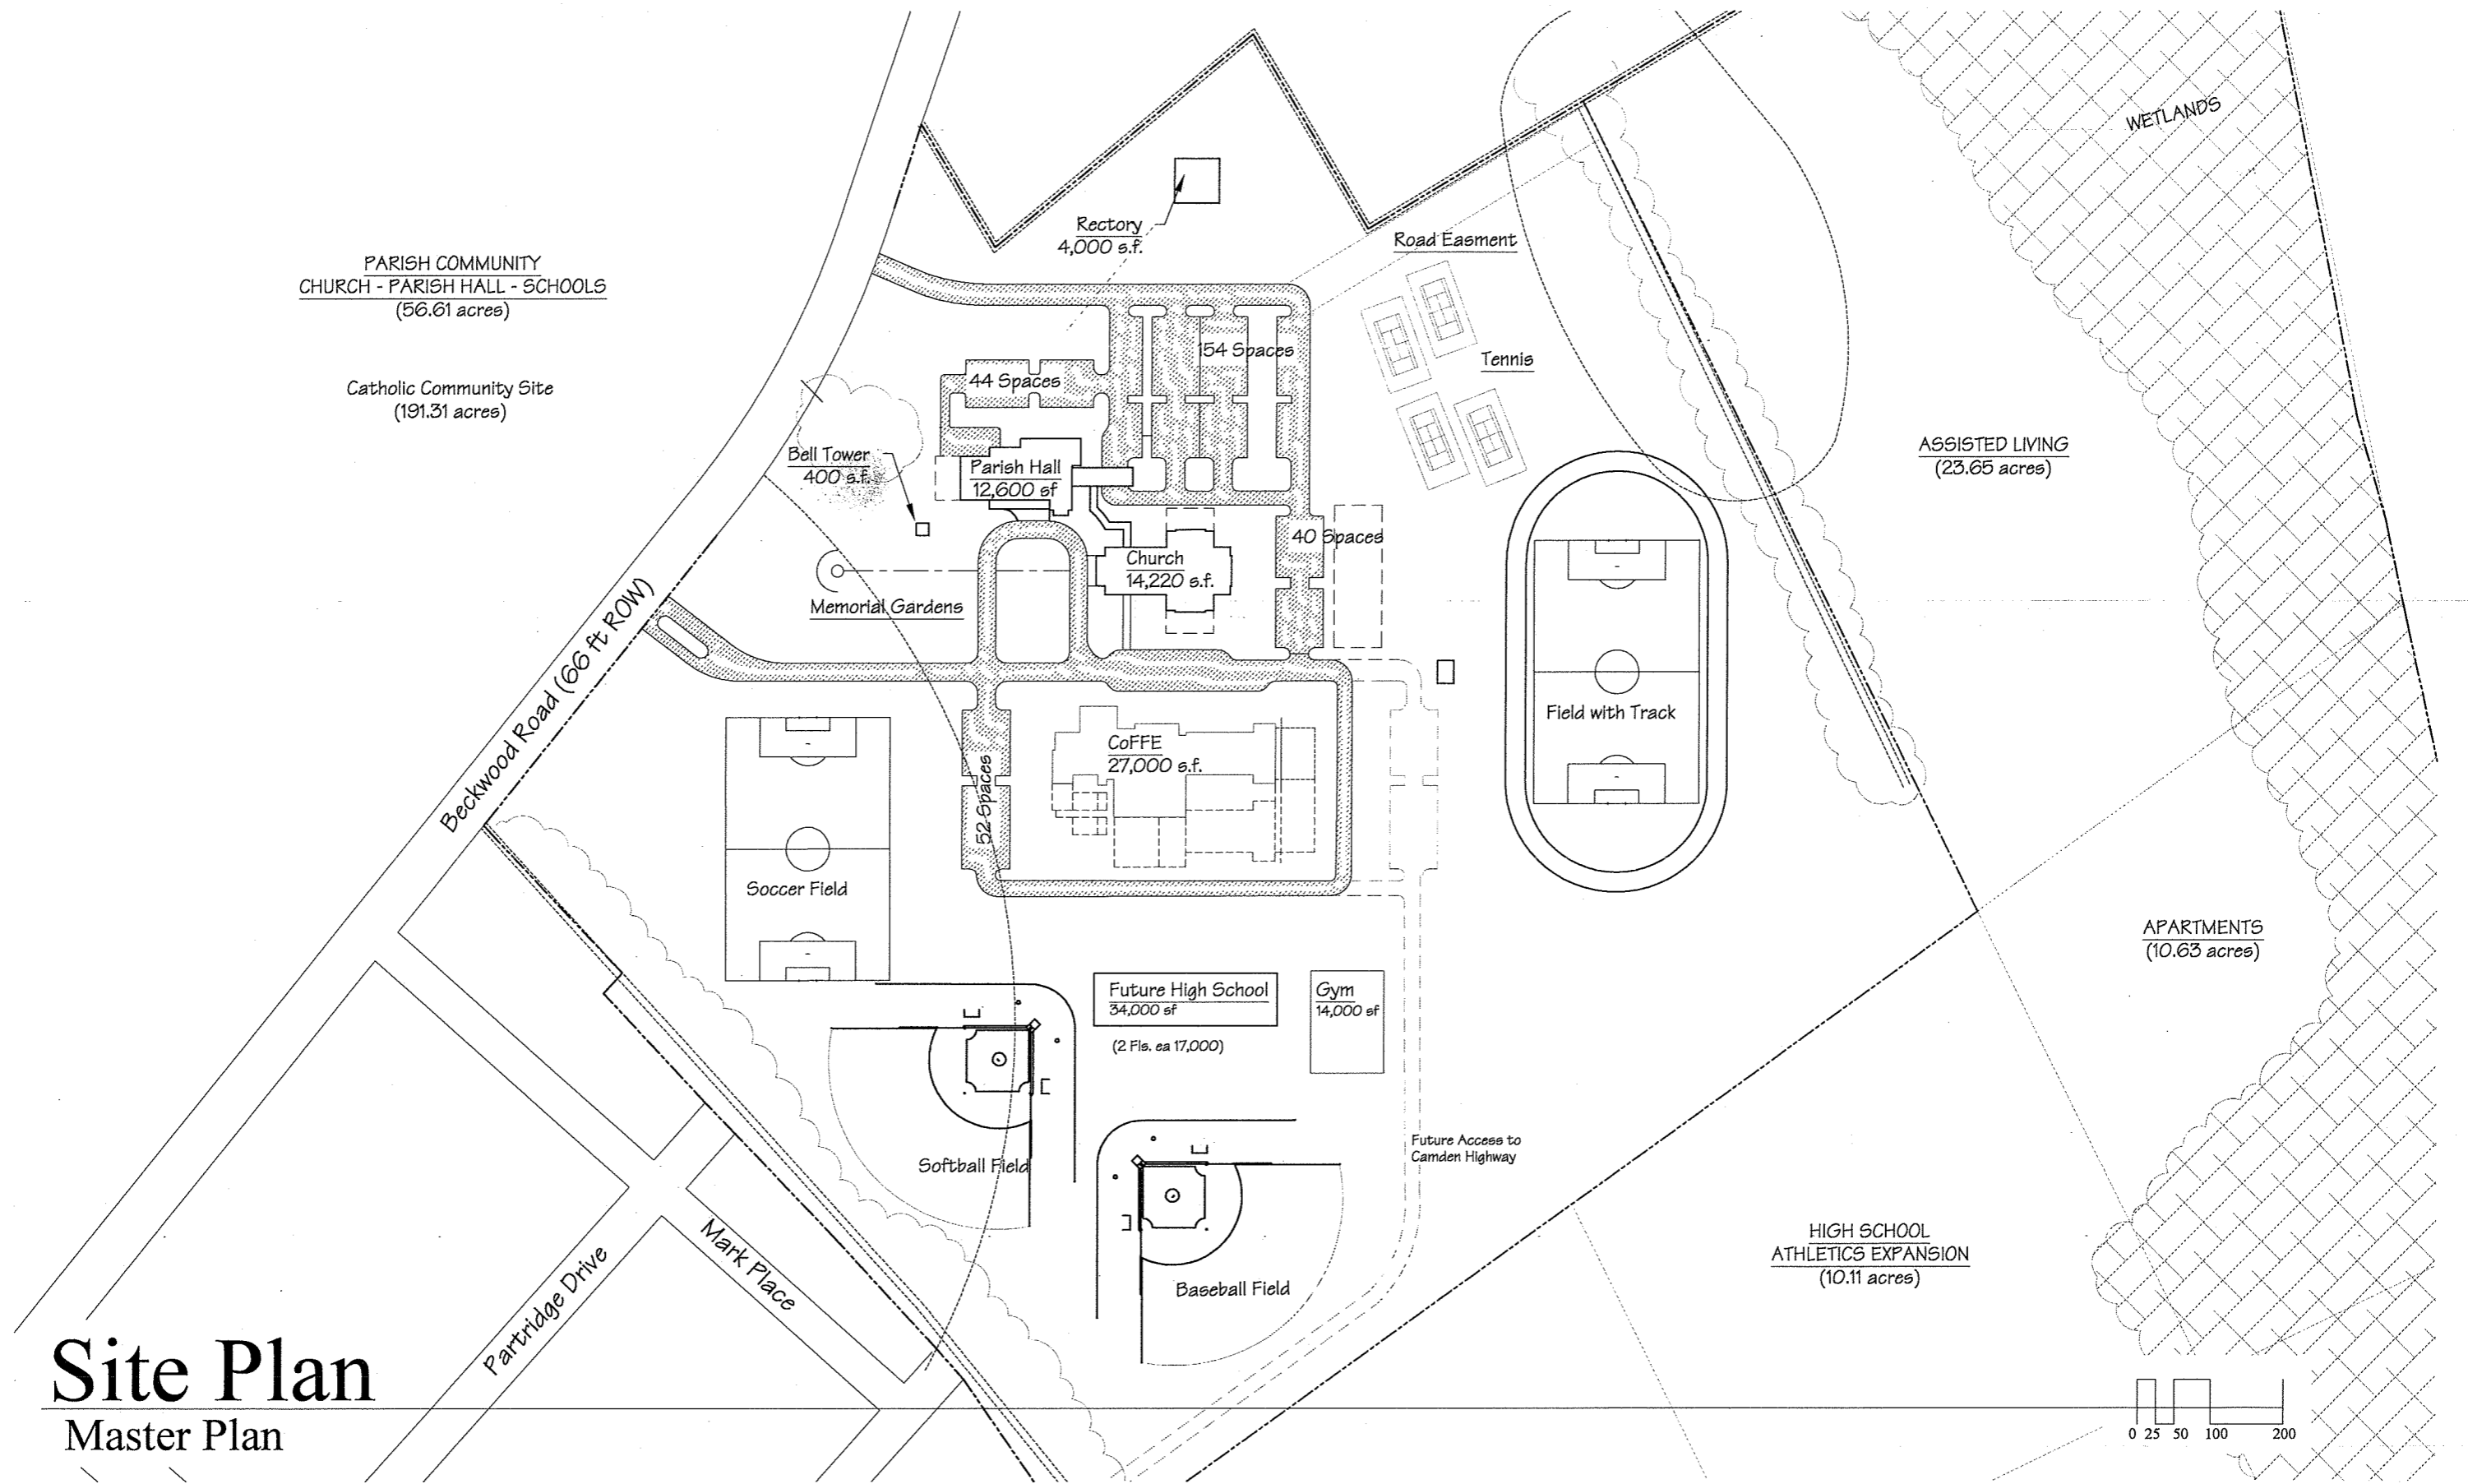 WETLANDS
Rectory
4,000 s.f.
Road Easment
PARISH COMMUNITY
CHURCH - PARISH HALL - SCHOOLS
(56.61 acres)
Catholic Community Site
(191.31 acres)
154 Spaces
44 Spaces
Tennis
Bell Tower
400 s.f.
Parish Hall
12,600 sf
ASSISTED LIVING
(23.65 acres)
40 Spaces
Church
14,220 s.f.
Memorial Gardens
Beckwood Road (66 ft ROW)
Field with Track
CoFFE
27,000 s.f.
52 Spaces
Soccer Field
APARTMENTS
(10.63 acres)
Future High School
34,000 sf
(2 Fls. ea 17,000)
Gym
14,000 sf
Softball Field
Future Access to
Camden Highway
Baseball Field
HIGH SCHOOL
ATHLETICS EXPANSION
(10.11 acres)
Mark Place
Partridge Drive
Site Plan
Master Plan
0 25 50 100 200